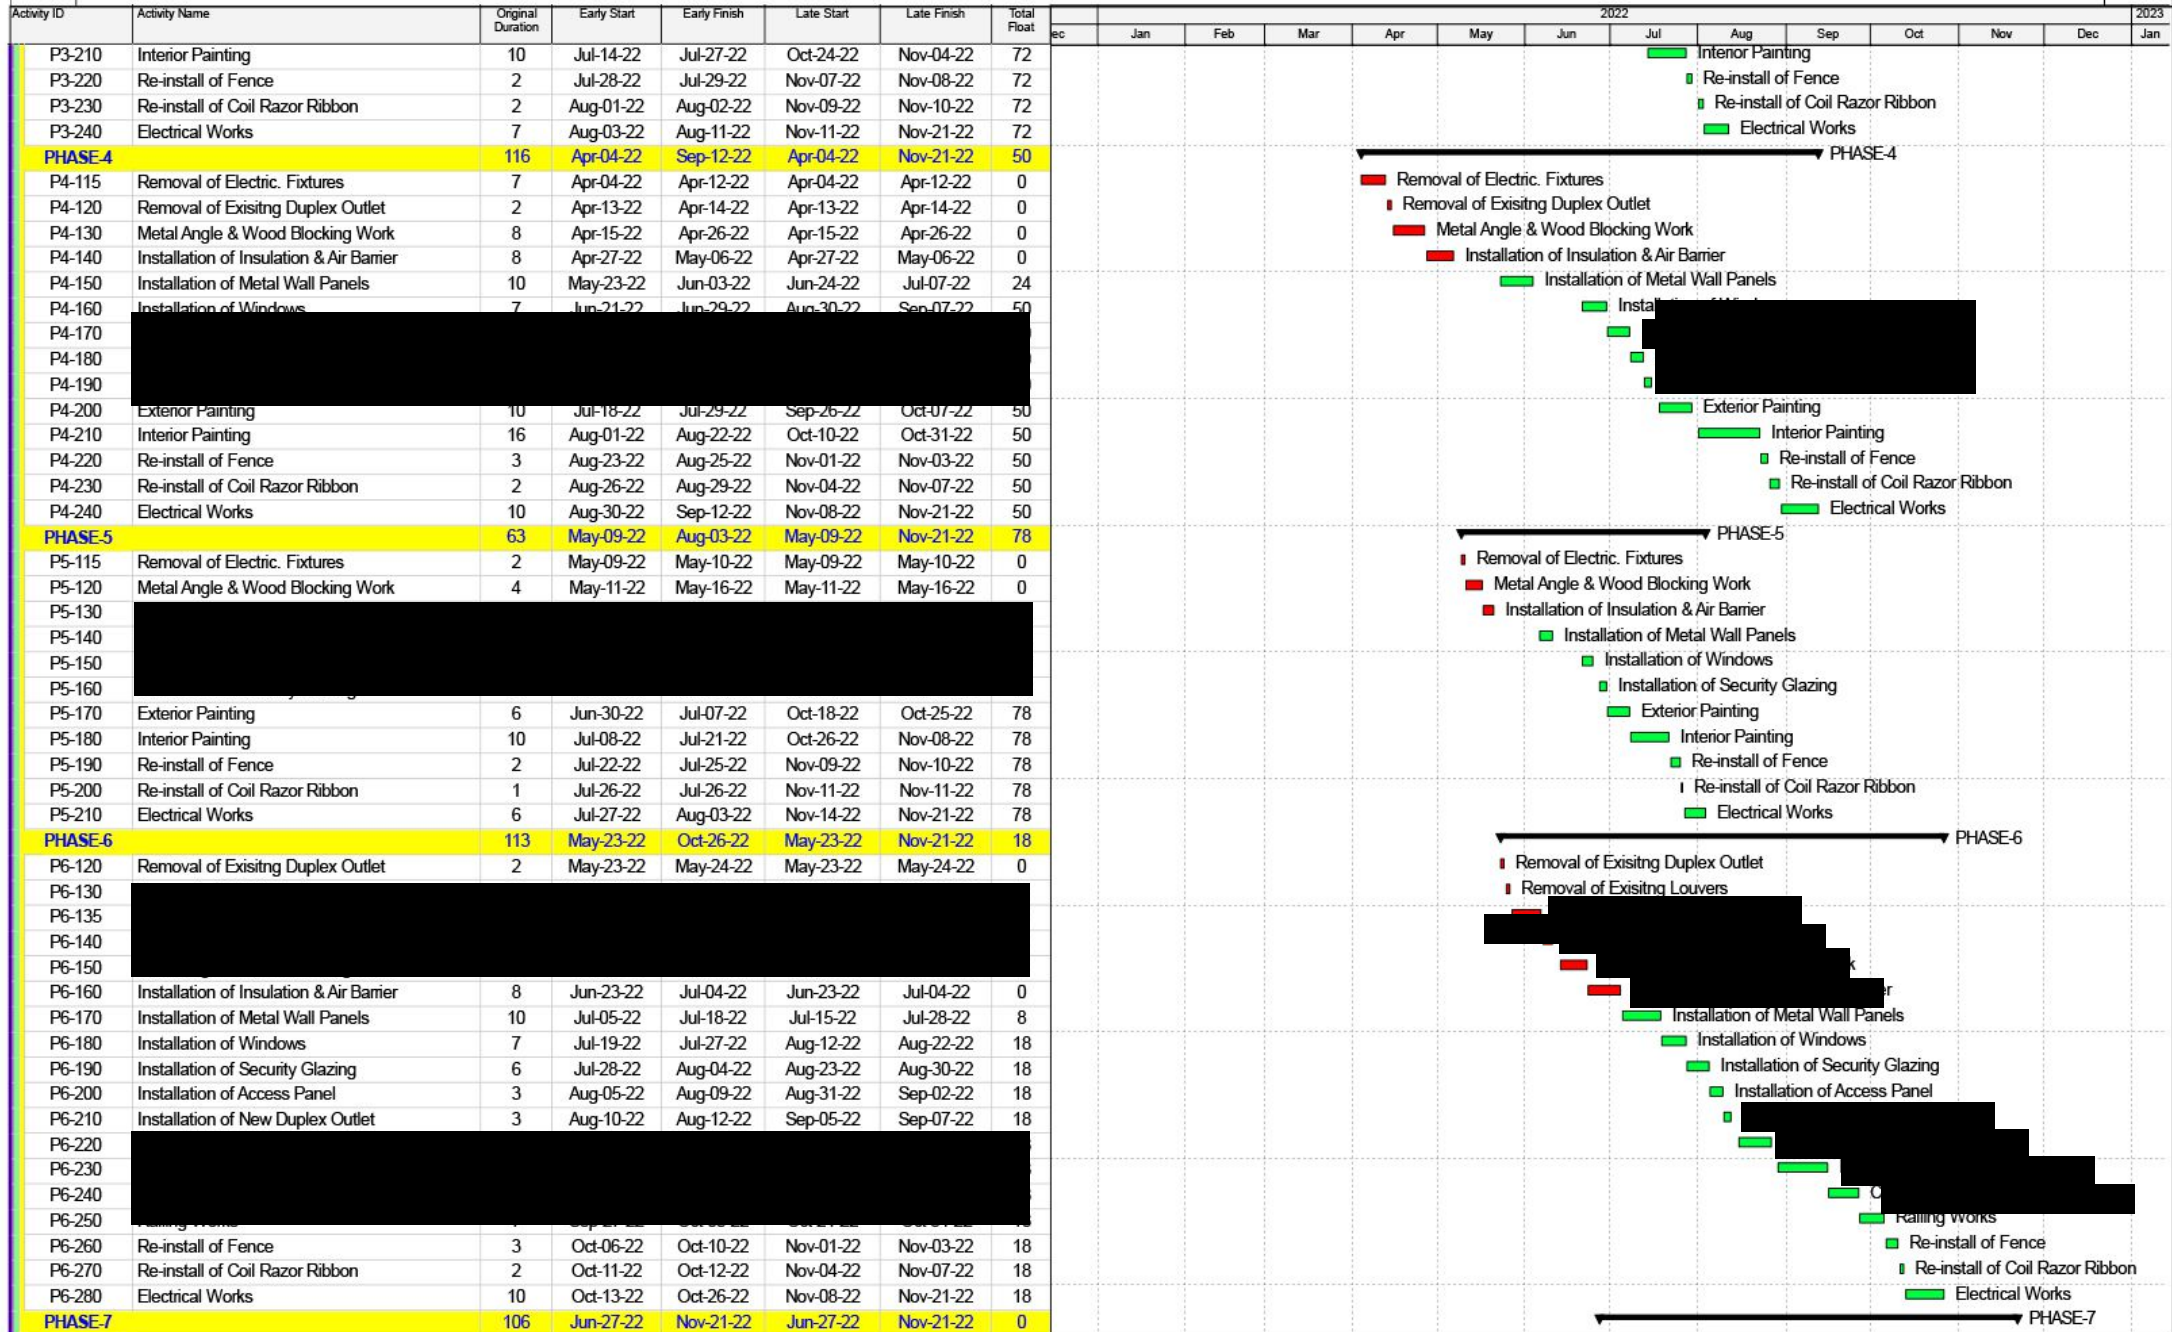 Activity ID Activity Name Original Duration Early Start Early Finish Late Start Late Finish Total Float 2022 2023
ec Jan Feb Mar Apr May Jun Jul Aug Sep Oct Nov Dec Jan
P3-210 Interior Painting 10 Jul-14-22 Jul-27-22 Oct-24-22 Nov-04-22 72 Interior Painting
P3-220 Re-install of Fence 2 Jul-28-22 Jul-29-22 Nov-07-22 Nov-08-22 72 Re-install of Fence
P3-230 Re-install of Coil Razor Ribbon 2 Aug-01-22 Aug-02-22 Nov-09-22 Nov-10-22 72 Re-install of Coil Razor Ribbon
P3-240 Electrical Works 7 Aug-03-22 Aug-11-22 Nov-11-22 Nov-21-22 72 Electrical Works
PHASE-4 116 Apr-04-22 Sep-12-22 Apr-04-22 Nov-21-22 50 PHASE-4
P4-115 Removal of Electric. Fixtures 7 Apr-04-22 Apr-12-22 Apr-04-22 Apr-12-22 0 Removal of Electric. Fixtures
P4-120 Removal of Exisitng Duplex Outlet 2 Apr-13-22 Apr-14-22 Apr-13-22 Apr-14-22 0 Removal of Exisitng Duplex Outlet
P4-130 Metal Angle & Wood Blocking Work 8 Apr-15-22 Apr-26-22 Apr-15-22 Apr-26-22 0 Metal Angle & Wood Blocking Work
P4-140 Installation of Insulation & Air Barrier 8 Apr-27-22 May-06-22 Apr-27-22 May-06-22 0 Installation of Insulation & Air Barrier
P4-150 Installation of Metal Wall Panels 10 May-23-22 Jun-03-22 Jun-24-22 Jul-07-22 24 Installation of Metal Wall Panels
P4-160 Installation of Windows 7 Jun-21-22 Jun-29-22 Aug-30-22 Sep-07-22 50
P4-170
P4-180
P4-190
P4-200 Exterior Painting 10 Jul-18-22 Jul-29-22 Sep-26-22 Oct-07-22 50 Exterior Painting
P4-210 Interior Painting 16 Aug-01-22 Aug-22-22 Oct-10-22 Oct-31-22 50 Interior Painting
P4-220 Re-install of Fence 3 Aug-23-22 Aug-25-22 Nov-01-22 Nov-03-22 50 Re-install of Fence
P4-230 Re-install of Coil Razor Ribbon 2 Aug-26-22 Aug-29-22 Nov-04-22 Nov-07-22 50 Re-install of Coil Razor Ribbon
P4-240 Electrical Works 10 Aug-30-22 Sep-12-22 Nov-08-22 Nov-21-22 50 Electrical Works
PHASE-5 63 May-09-22 Aug-03-22 May-09-22 Nov-21-22 78 PHASE-5
P5-115 Removal of Electric. Fixtures 2 May-09-22 May-10-22 May-09-22 May-10-22 0 Removal of Electric. Fixtures
P5-120 Metal Angle & Wood Blocking Work 4 May-11-22 May-16-22 May-11-22 May-16-22 0 Metal Angle & Wood Blocking Work
P5-130 Installation of Insulation & Air Barrier
P5-140 Installation of Metal Wall Panels
P5-150 Installation of Windows
P5-160 Installation of Security Glazing
P5-170 Exterior Painting 6 Jun-30-22 Jul-07-22 Oct-18-22 Oct-25-22 78 Exterior Painting
P5-180 Interior Painting 10 Jul-08-22 Jul-21-22 Oct-26-22 Nov-08-22 78 Interior Painting
P5-190 Re-install of Fence 2 Jul-22-22 Jul-25-22 Nov-09-22 Nov-10-22 78 Re-install of Fence
P5-200 Re-install of Coil Razor Ribbon 1 Jul-26-22 Jul-26-22 Nov-11-22 Nov-11-22 78 Re-install of Coil Razor Ribbon
P5-210 Electrical Works 6 Jul-27-22 Aug-03-22 Nov-14-22 Nov-21-22 78 Electrical Works
PHASE-6 113 May-23-22 Oct-26-22 May-23-22 Nov-21-22 18 PHASE-6
P6-120 Removal of Exisitng Duplex Outlet 2 May-23-22 May-24-22 May-23-22 May-24-22 0 Removal of Exisitng Duplex Outlet
P6-130 Removal of Exisitng Louvers
P6-135
P6-140
P6-150
P6-160 Installation of Insulation & Air Barrier 8 Jun-23-22 Jul-04-22 Jun-23-22 Jul-04-22 0
P6-170 Installation of Metal Wall Panels 10 Jul-05-22 Jul-18-22 Jul-15-22 Jul-28-22 8 Installation of Metal Wall Panels
P6-180 Installation of Windows 7 Jul-19-22 Jul-27-22 Aug-12-22 Aug-22-22 18 Installation of Windows
P6-190 Installation of Security Glazing 6 Jul-28-22 Aug-04-22 Aug-23-22 Aug-30-22 18 Installation of Security Glazing
P6-200 Installation of Access Panel 3 Aug-05-22 Aug-09-22 Aug-31-22 Sep-02-22 18 Installation of Access Panel
P6-210 Installation of New Duplex Outlet 3 Aug-10-22 Aug-12-22 Sep-05-22 Sep-07-22 18
P6-220
P6-230
P6-240
P6-250 Railing Works
P6-260 Re-install of Fence 3 Oct-06-22 Oct-10-22 Nov-01-22 Nov-03-22 18 Re-install of Fence
P6-270 Re-install of Coil Razor Ribbon 2 Oct-11-22 Oct-12-22 Nov-04-22 Nov-07-22 18 Re-install of Coil Razor Ribbon
P6-280 Electrical Works 10 Oct-13-22 Oct-26-22 Nov-08-22 Nov-21-22 18 Electrical Works
PHASE-7 106 Jun-27-22 Nov-21-22 Jun-27-22 Nov-21-22 0 PHASE-7